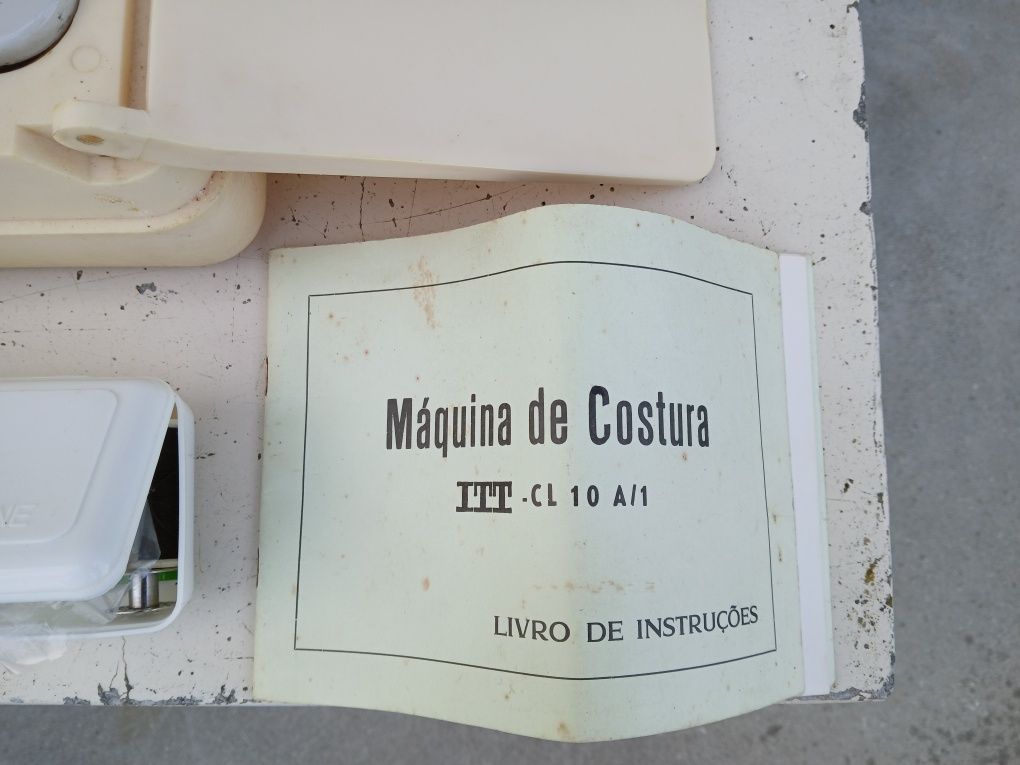 Máquina de Costura
ITT -CL 10 A/1
LIVRO DE INSTRUÇÕES